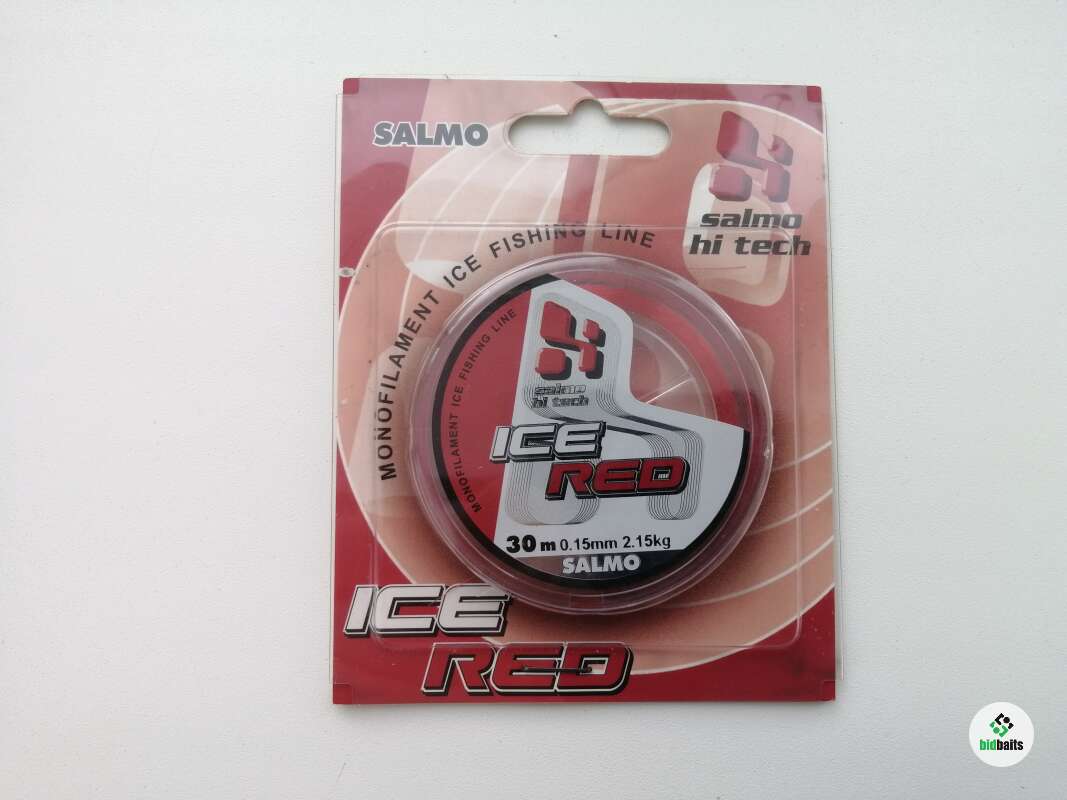 SALMO
salmo
hi tech
MONOFILAMENT ICE FISHING LINE
MONOFILAMENT ICE FISHING LINE
salmo
hi tech
ICE
RED
30 m 0.15mm 2.15kg
SALMO
ICE
RED
bidbaits